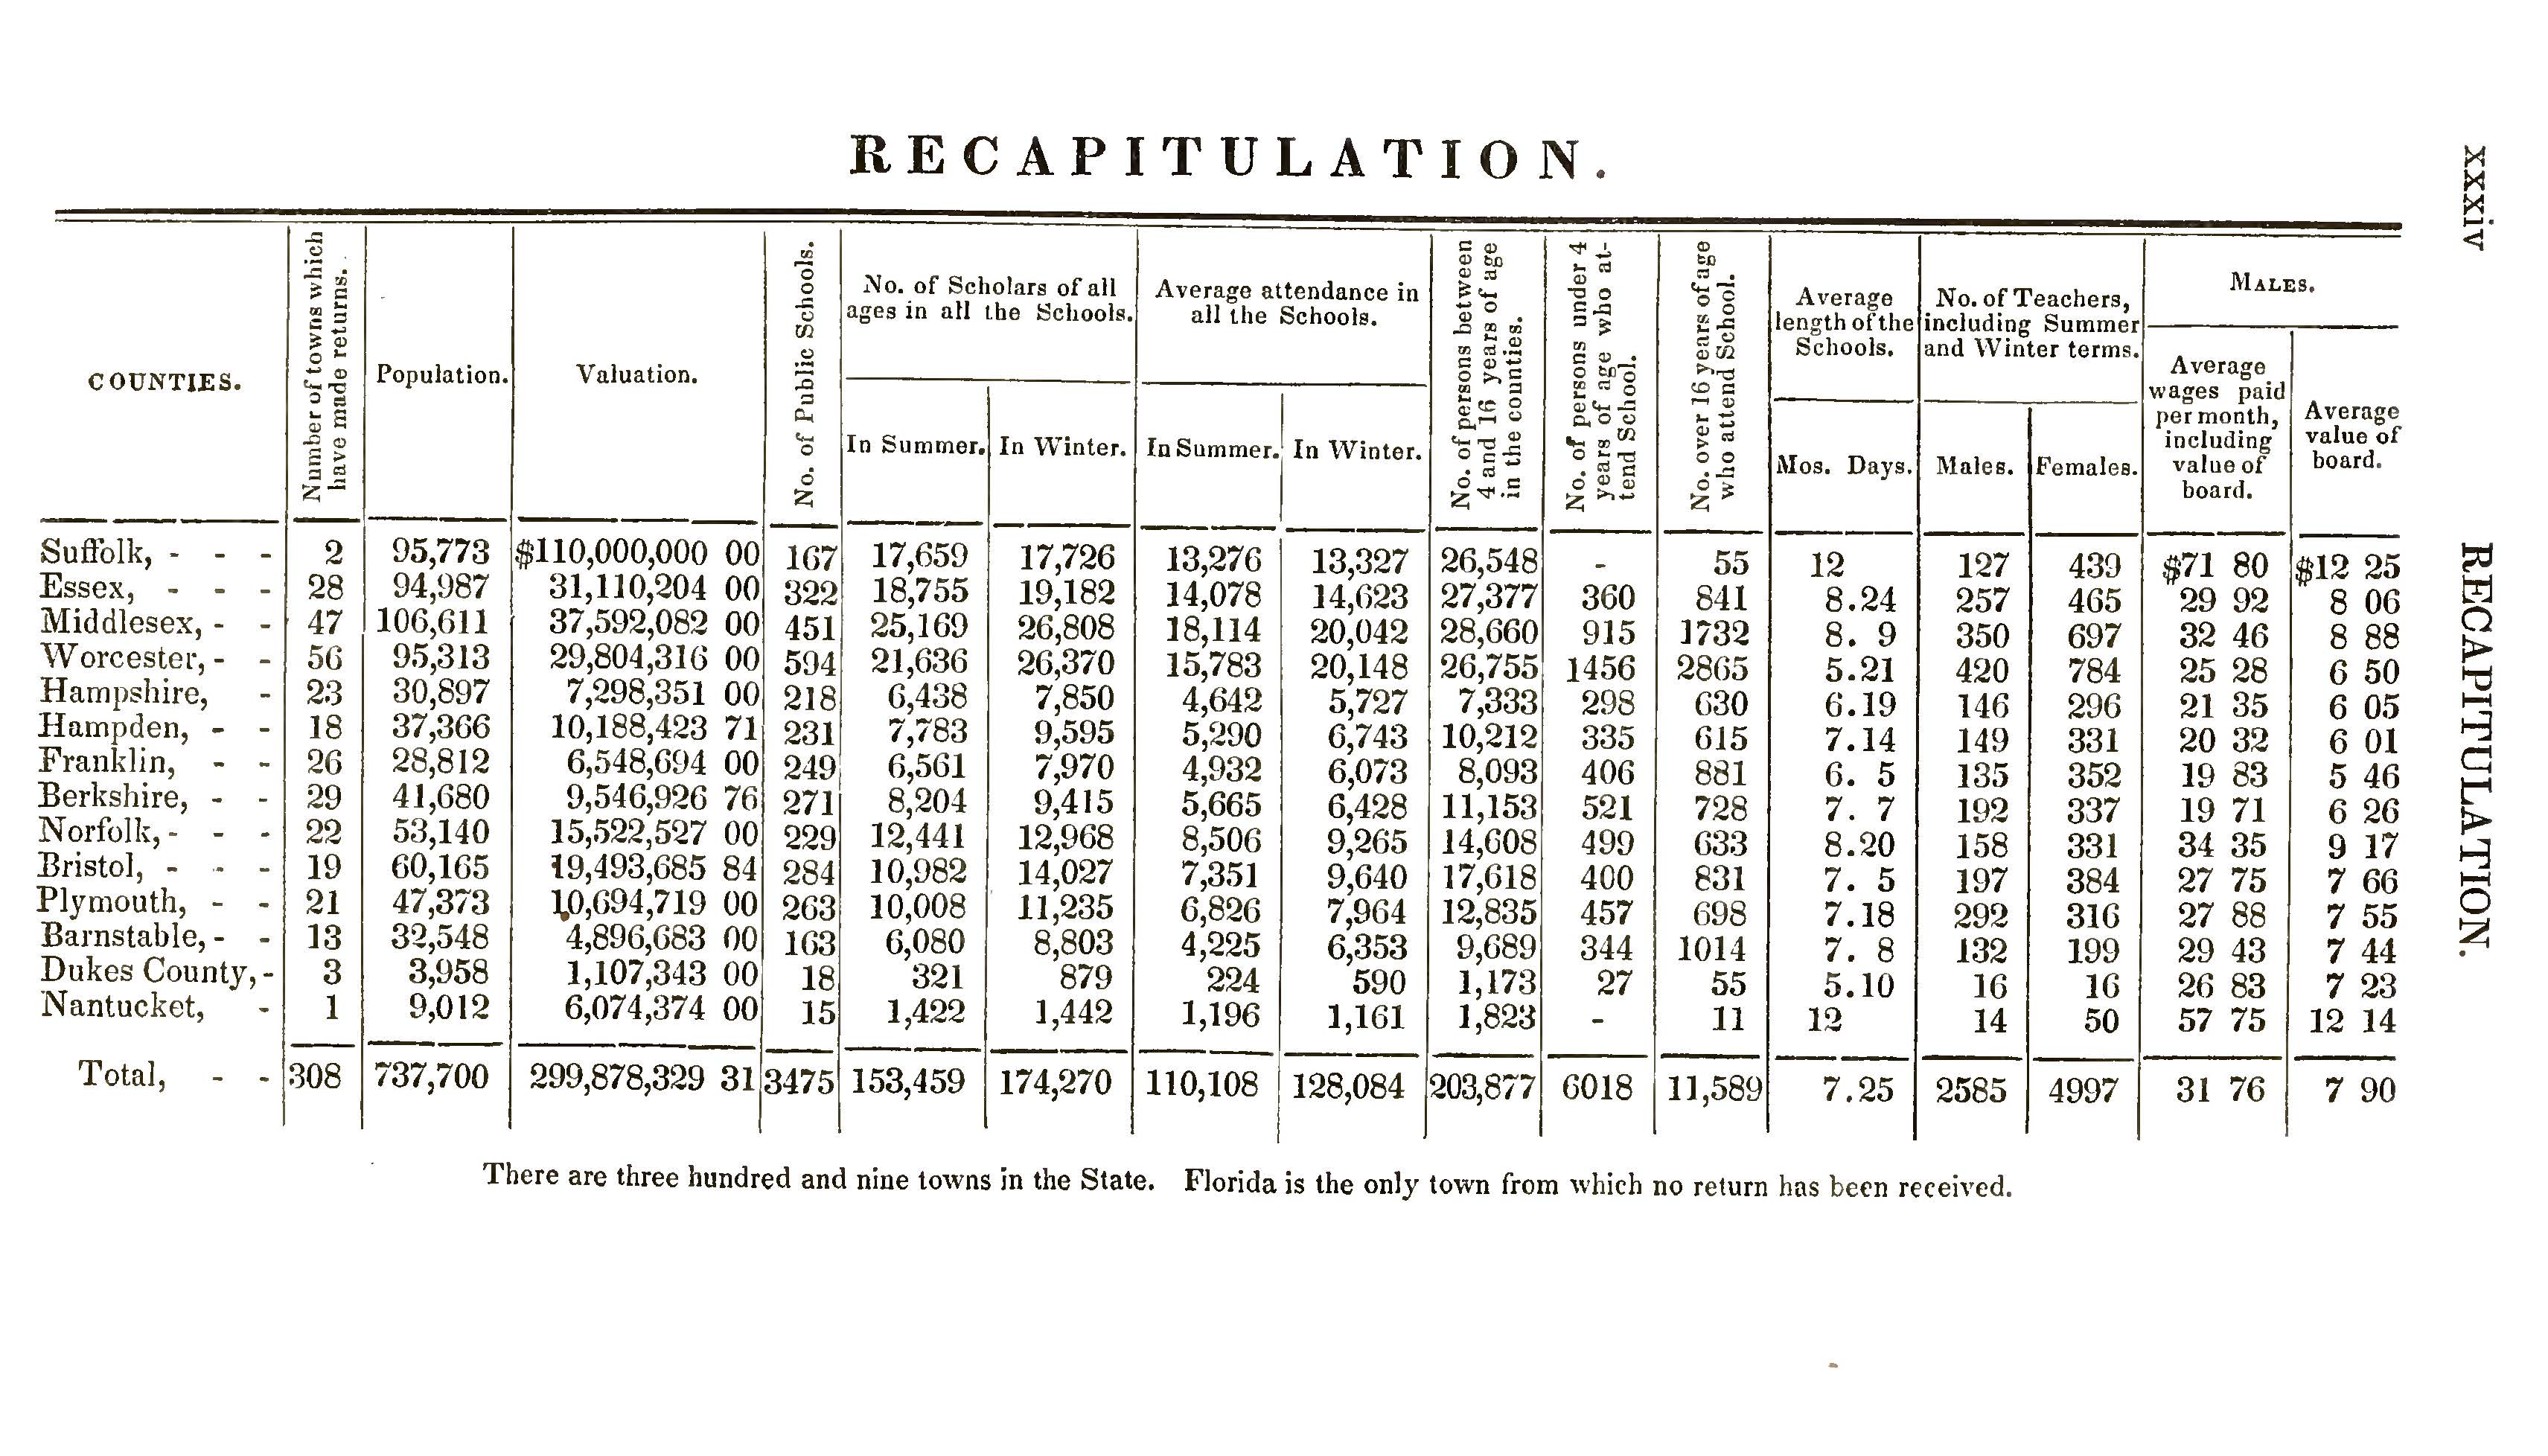 RECAPITULATION.
xxxiv
RECAPITULATION.
COUNTIES.
Number of towns which
have made returns.
Population.
Valuation.
No. of Public Schools.
No. of Scholars of all
ages in all the Schools.
In Summer.
In Winter.
Average attendance in
all the Schools.
In Summer.
In Winter.
No. of persons between
4 and 16 years of age
in the counties.
No. of persons under 4
years of age who at-
tend School.
No. over 16 years of age
who attend School.
Average
length of the
Schools.
Mos. Days.
No. of Teachers,
including Summer
and Winter terms.
Males.
Females.
MALES.
Average
wages paid
per month,
including
value of
board.
Average
value of
board.
Suffolk, - - - 2 95,773 $110,000,000 00 167 17,659 17,726 13,276 13,327 26,548 - 55 12 127 439 $71 80 $12 25
Essex, - - - 28 94,987 31,110,204 00 322 18,755 19,182 14,078 14,623 27,377 360 841 8.24 257 465 29 92 8 06
Middlesex, - - 47 106,611 37,592,082 00 451 25,169 26,808 18,114 20,042 28,660 915 1732 8. 9 350 697 32 46 8 88
Worcester, - - 56 95,313 29,804,316 00 594 21,636 26,370 15,783 20,148 26,755 1456 2865 5.21 420 784 25 28 6 50
Hampshire, - 23 30,897 7,298,351 00 218 6,438 7,850 4,642 5,727 7,333 298 630 6.19 146 296 21 35 6 05
Hampden, - - 18 37,366 10,188,423 71 231 7,783 9,595 5,290 6,743 10,212 335 615 7.14 149 331 20 32 6 01
Franklin, - - 26 28,812 6,548,694 00 249 6,561 7,970 4,932 6,073 8,093 406 881 6. 5 135 352 19 83 5 46
Berkshire, - - 29 41,680 9,546,926 76 271 8,204 9,415 5,665 6,428 11,153 521 728 7. 7 192 337 19 71 6 26
Norfolk, - - - 22 53,140 15,522,527 00 229 12,441 12,968 8,506 9,265 14,608 499 633 8.20 158 331 34 35 9 17
Bristol, - - - 19 60,165 19,493,685 84 284 10,982 14,027 7,351 9,640 17,618 400 831 7. 5 197 384 27 75 7 66
Plymouth, - - 21 47,373 10,694,719 00 263 10,008 11,235 6,826 7,964 12,835 457 698 7.18 292 316 27 88 7 55
Barnstable, - - 13 32,548 4,896,683 00 163 6,080 8,803 4,225 6,353 9,689 344 1014 7. 8 132 199 29 43 7 44
Dukes County, - 3 3,958 1,107,343 00 18 321 879 224 590 1,173 27 55 5.10 16 16 26 83 7 23
Nantucket, - 1 9,012 6,074,374 00 15 1,422 1,442 1,196 1,161 1,823 - 11 12 14 50 57 75 12 14
Total, - - 308 737,700 299,878,329 31 3475 153,459 174,270 110,108 128,084 203,877 6018 11,589 7.25 2585 4997 31 76 7 90
There are three hundred and nine towns in the State. Florida is the only town from which no return has been received.